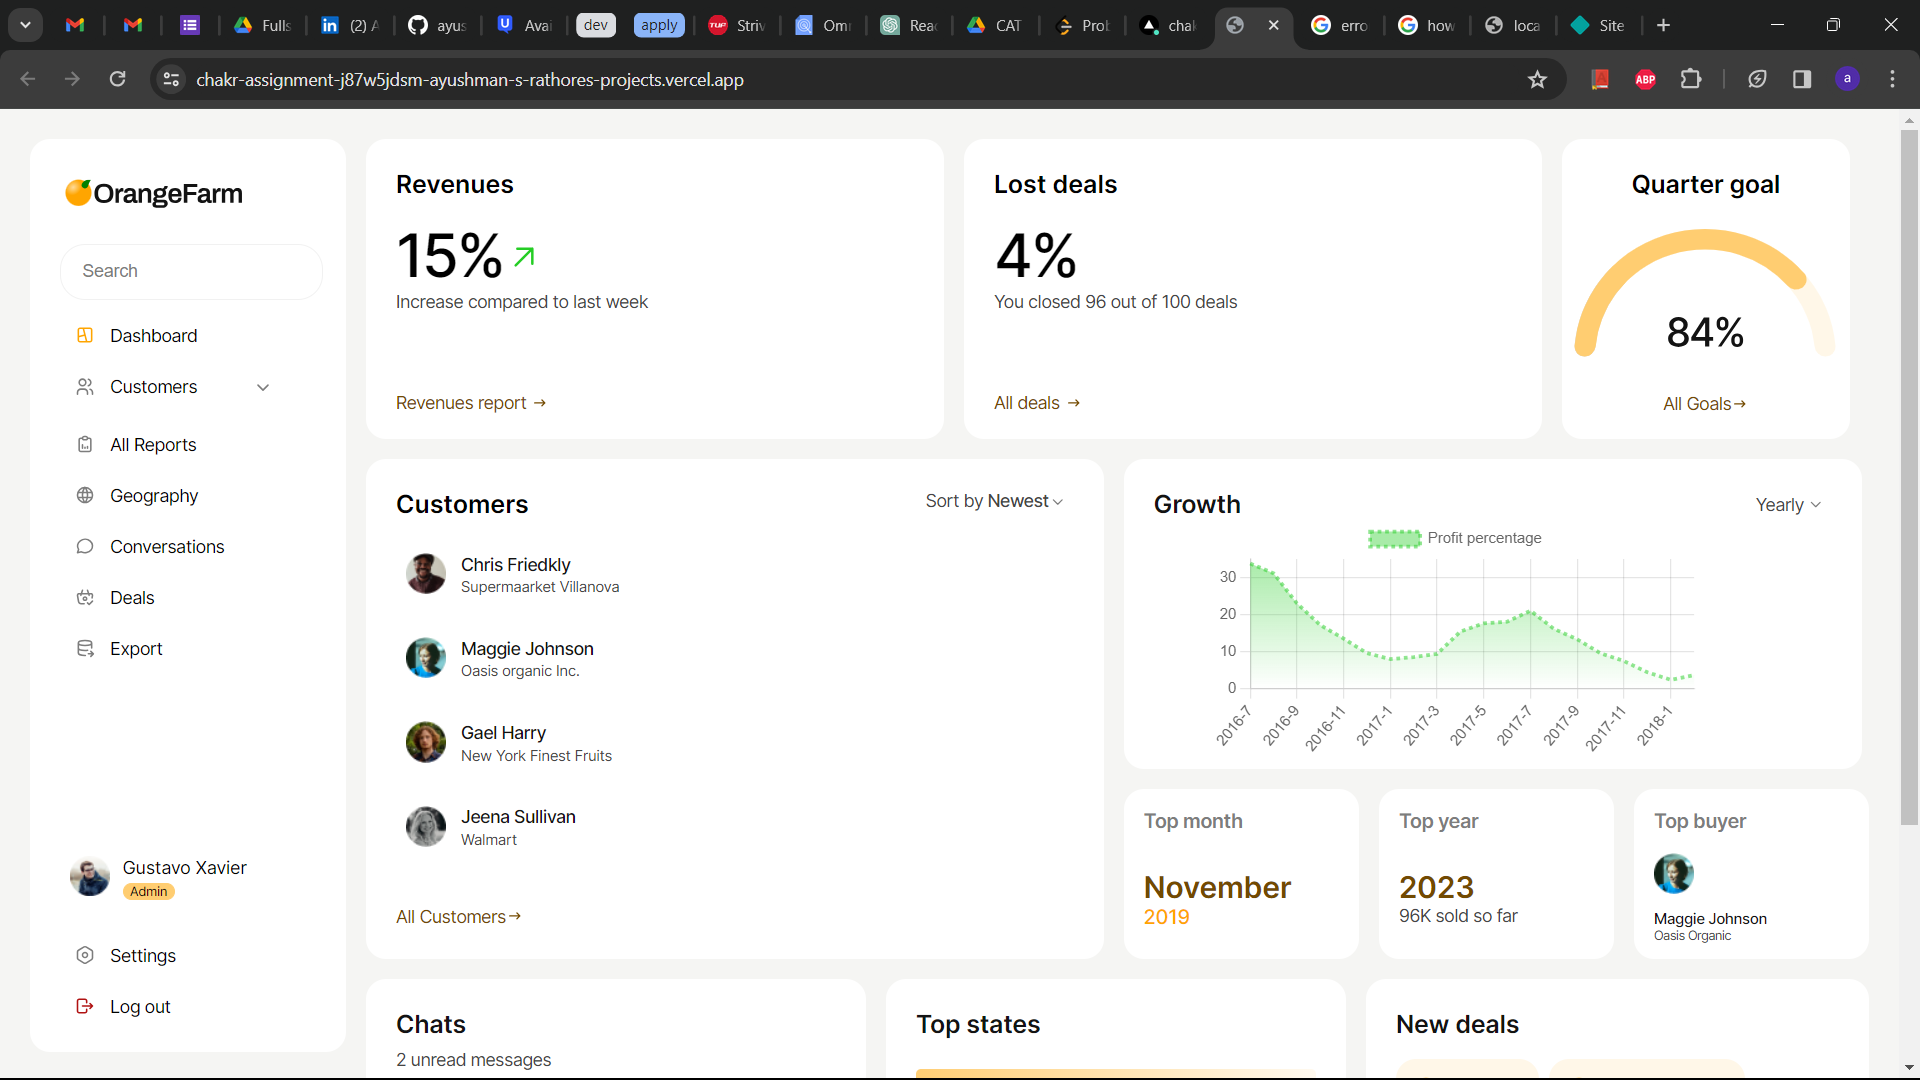 Fulls
(2) A
ayus
Avai
dev
apply
Striv
Omn
Reac
CAT
Prob
chak
erro
how
loca
Site
chakr-assignment-j87w5jdsm-ayushman-s-rathores-projects.vercel.app
ABP
a
OrangeFarm
Search
Dashboard
Customers
All Reports
Geography
Conversations
Deals
Export
Gustavo Xavier
Admin
Settings
Log out
Revenues
15%
Increase compared to last week
Revenues report →
Lost deals
4%
You closed 96 out of 100 deals
All deals →
Quarter goal
84%
All Goals→
Customers
Sort by Newest
Chris Friedkly
Supermaarket Villanova
Maggie Johnson
Oasis organic Inc.
Gael Harry
New York Finest Fruits
Jeena Sullivan
Walmart
All Customers→
Growth
Yearly
Profit percentage
30
20
10
0
2016-7
2016-9
2016-11
2017-1
2017-3
2017-5
2017-7
2017-9
2017-11
2018-1
Top month
November
2019
Top year
2023
96K sold so far
Top buyer
Maggie Johnson
Oasis Organic
Chats
2 unread messages
Top states
New deals